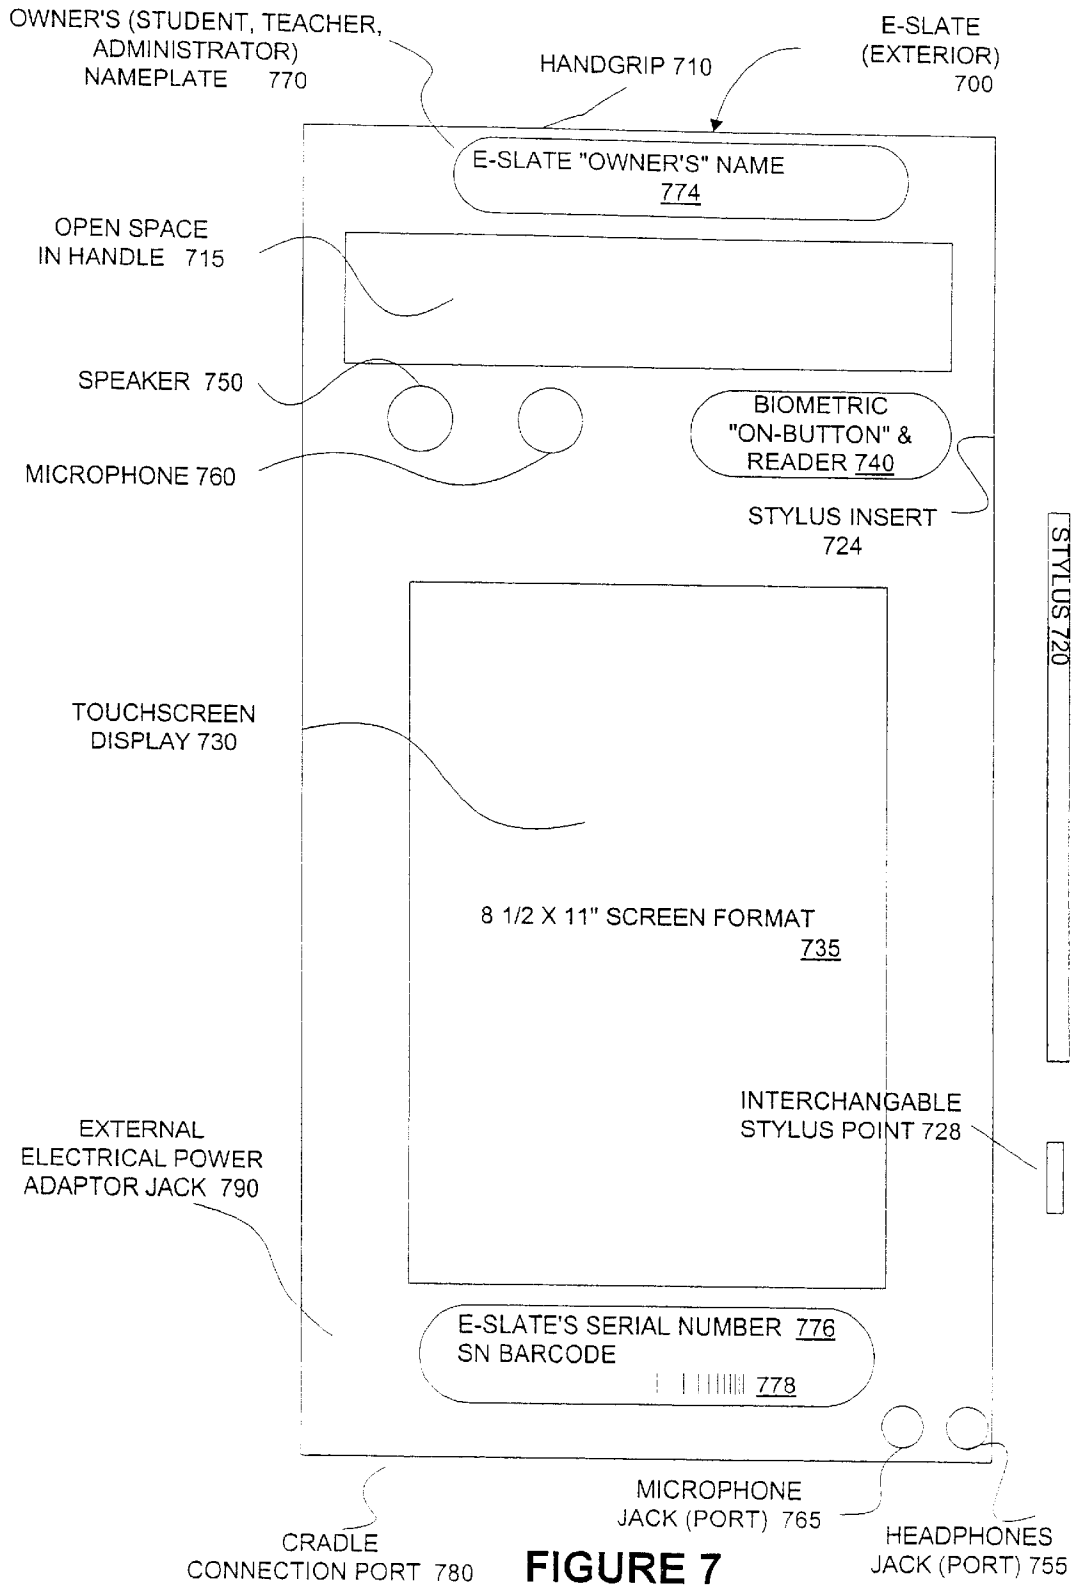 OWNER'S (STUDENT, TEACHER,
ADMINISTRATOR)
NAMEPLATE 770
HANDGRIP 710
E-SLATE
(EXTERIOR)
700
E-SLATE "OWNER'S" NAME
774
OPEN SPACE
IN HANDLE 715
SPEAKER 750
MICROPHONE 760
BIOMETRIC
"ON-BUTTON" &
READER 740
STYLUS INSERT
724
STYLUS 720
TOUCHSCREEN
DISPLAY 730
8 1/2 X 11" SCREEN FORMAT
735
INTERCHANGABLE
STYLUS POINT 728
EXTERNAL
ELECTRICAL POWER
ADAPTOR JACK 790
E-SLATE'S SERIAL NUMBER 776
SN BARCODE
778
MICROPHONE
JACK (PORT) 765
HEADPHONES
JACK (PORT) 755
CRADLE
CONNECTION PORT 780
FIGURE 7